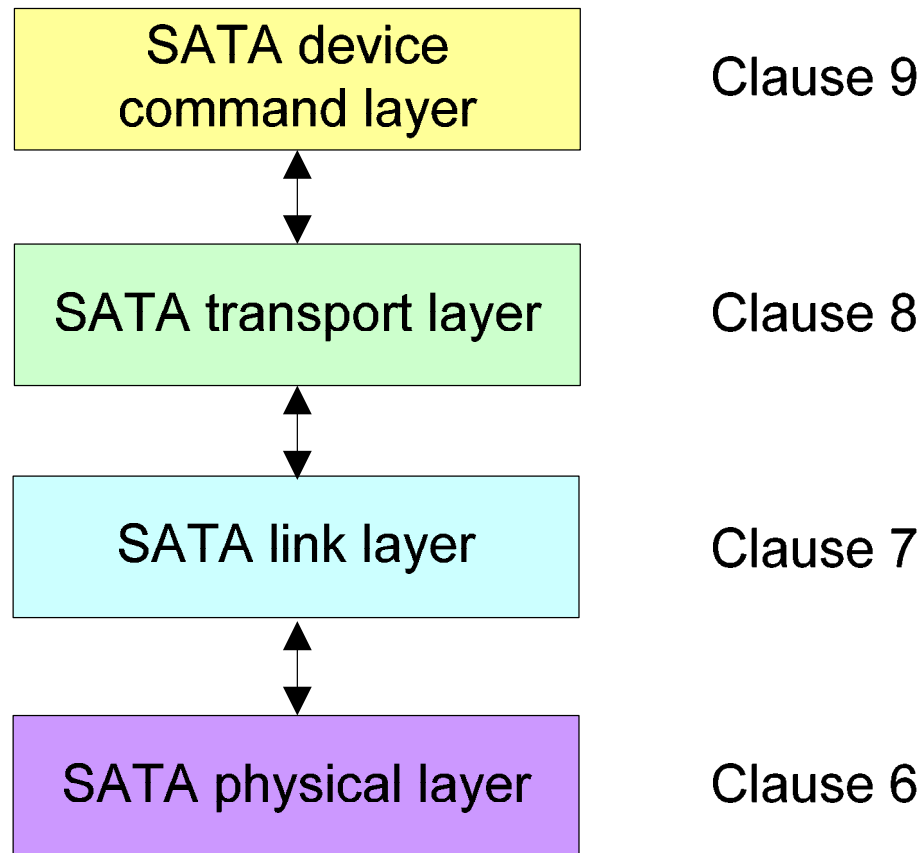 SATA device
command layer
Clause 9
SATA transport layer
Clause 8
SATA link layer
Clause 7
SATA physical layer
Clause 6